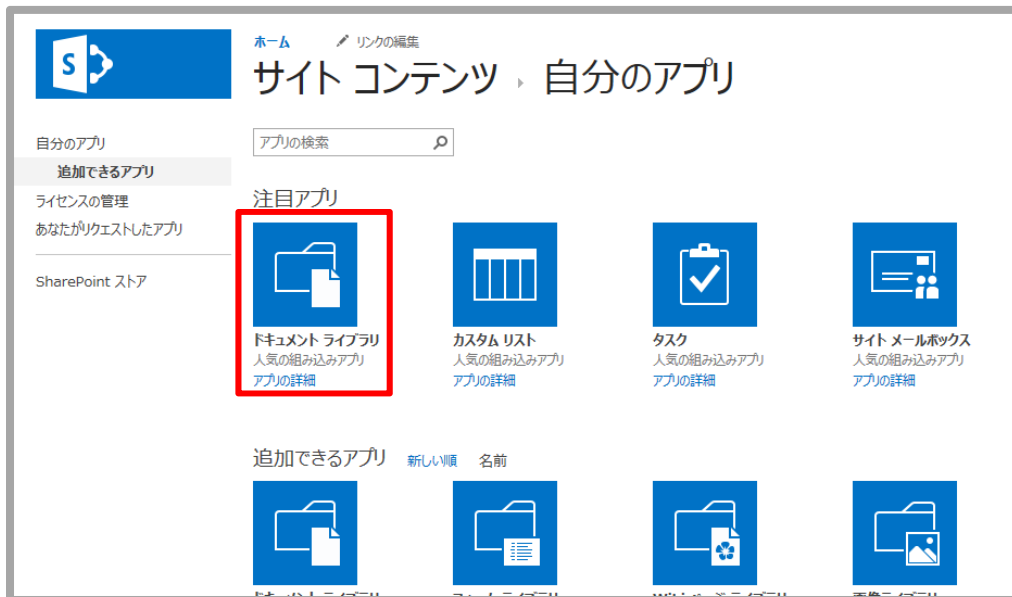 S
ホーム リンクの編集
サイト コンテンツ ▸ 自分のアプリ
自分のアプリ
追加できるアプリ
ライセンスの管理
あなたがリクエストしたアプリ
SharePoint ストア
アプリの検索
注目アプリ
ドキュメント ライブラリ
人気の組み込みアプリ
アプリの詳細
カスタム リスト
人気の組み込みアプリ
アプリの詳細
タスク
人気の組み込みアプリ
アプリの詳細
サイト メールボックス
人気の組み込みアプリ
アプリの詳細
追加できるアプリ 新しい順 名前